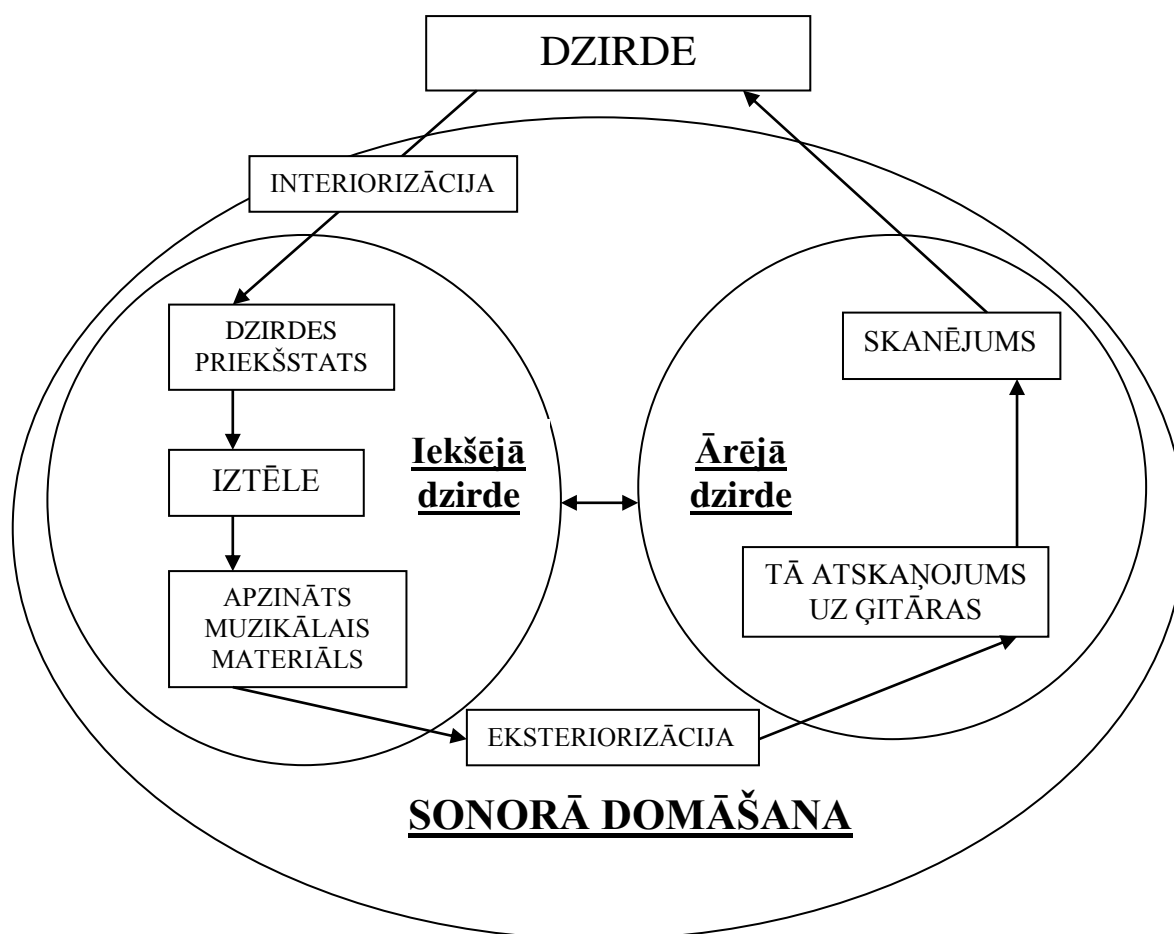 DZIRDE
INTERIORIZĀCIJA
DZIRDES
PRIEKŠSTATS
SKANĒJUMS
Iekšējā
dzirde
Ārējā
dzirde
IZTĒLE
APZINĀTS
MUZIKĀLAIS
MATERIĀLS
TĀ ATSKAŅOJUMS
UZ ĢITĀRAS
EKSTERIORIZĀCIJA
SONORĀ DOMĀŠANA